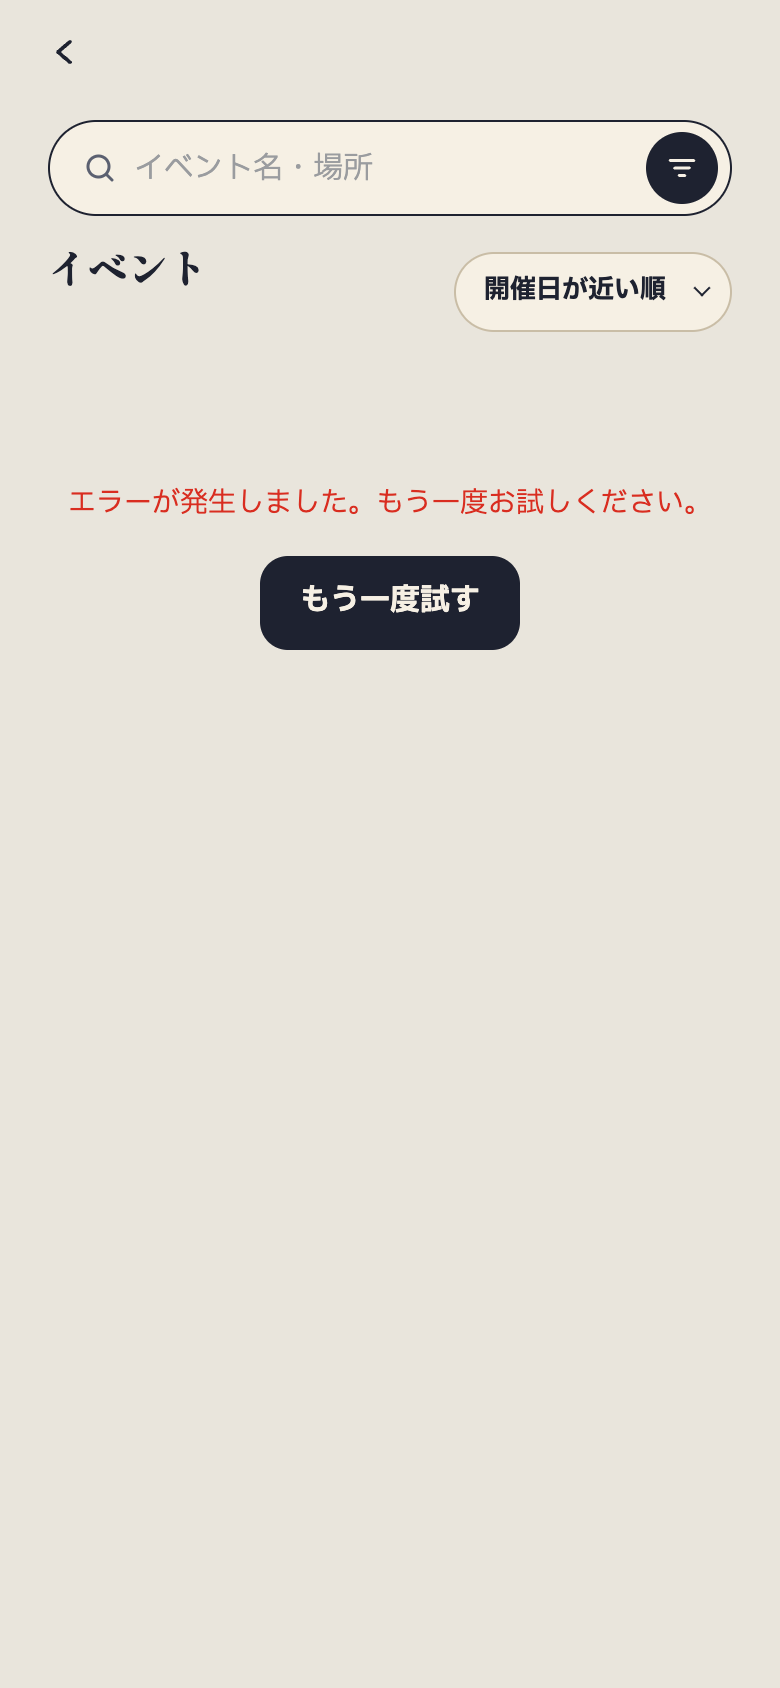 イベント名・場所
イベント
開催日が近い順
エラーが発生しました。もう一度お試しください。
もう一度試す